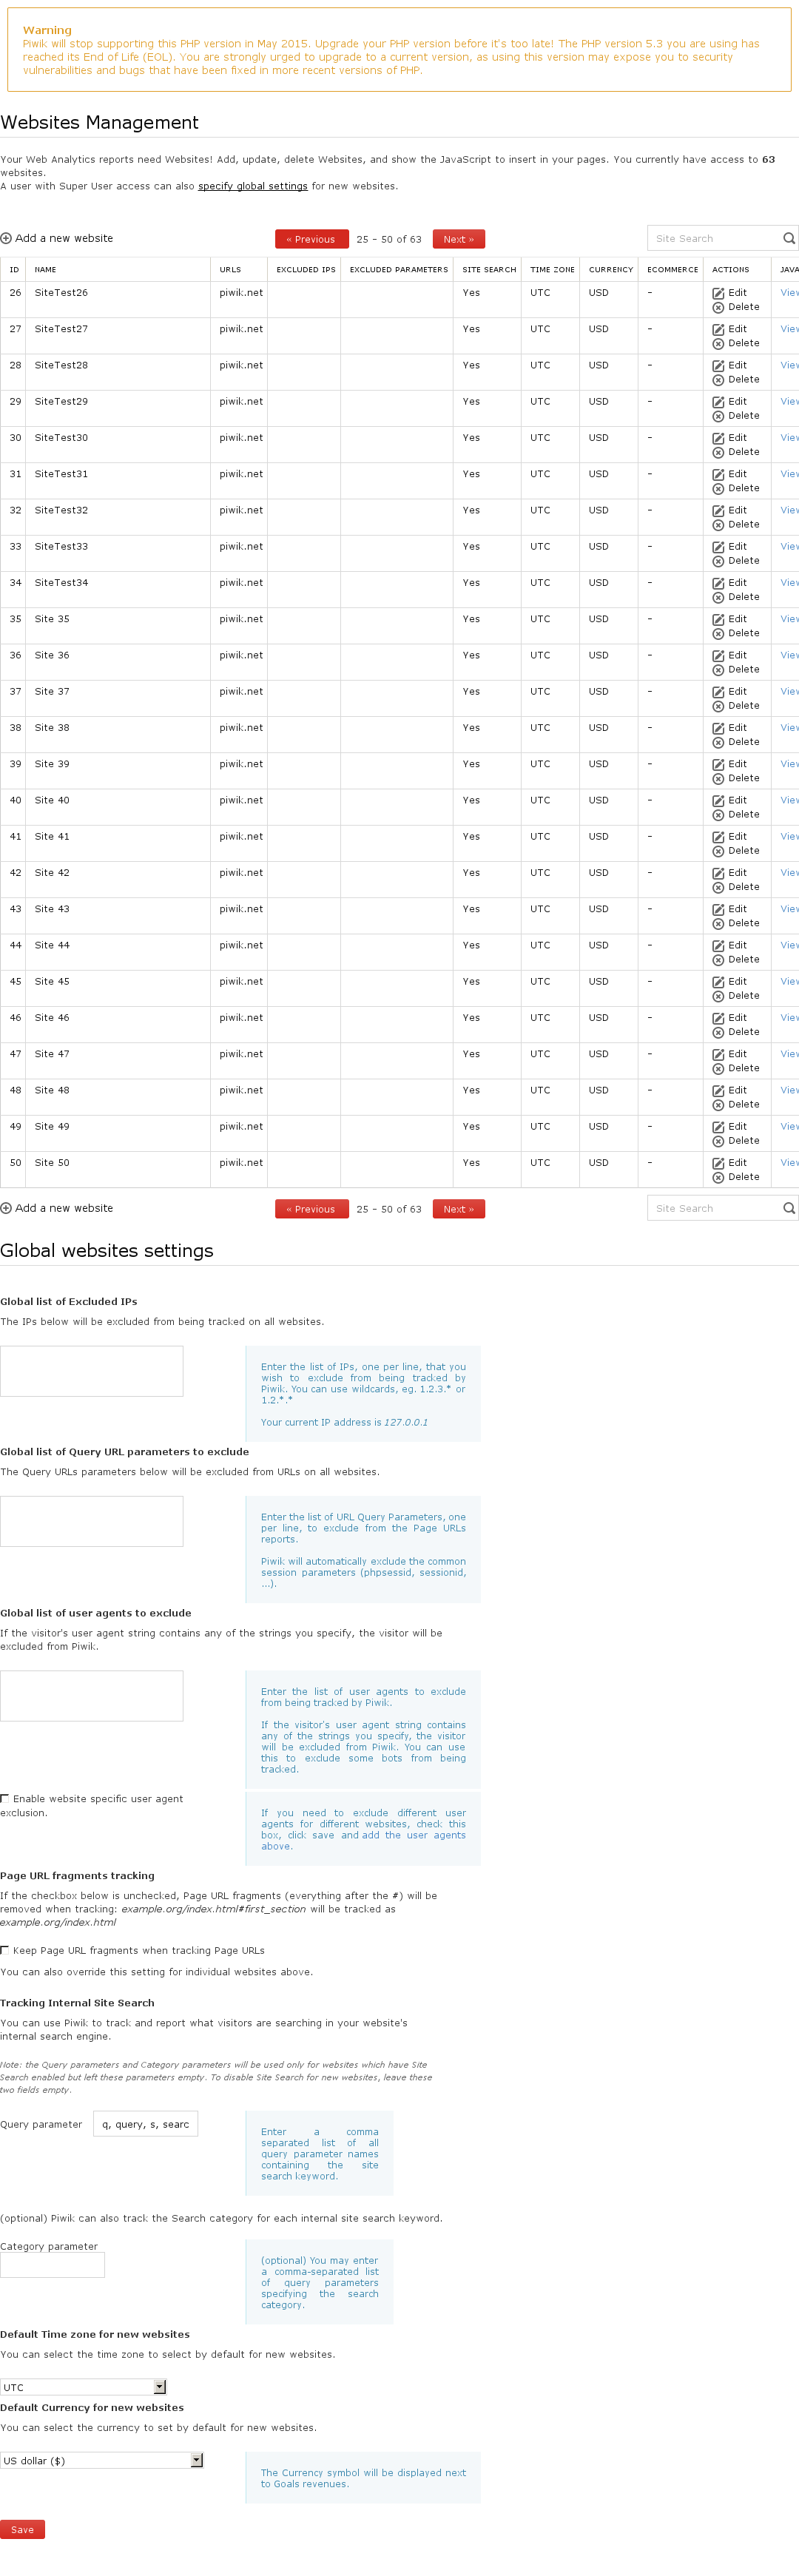 Warning
Piwik will stop supporting this PHP version in May 2015. Upgrade your PHP version before it's too late! The PHP version 5.3 you are using has
reached its End of Life (EOL). You are strongly urged to upgrade to a current version, as using this version may expose you to security
vulnerabilities and bugs that have been fixed in more recent versions of PHP.
Websites Management
Your Web Analytics reports need Websites! Add, update, delete Websites, and show the JavaScript to insert in your pages. You currently have access to 63
websites.
A user with Super User access can also specify global settings for new websites.
Add a new website « Previous 25 - 50 of 63 Next » Site Search
ID NAME URLS EXCLUDED IPS EXCLUDED PARAMETERS SITE SEARCH TIME ZONE CURRENCY ECOMMERCE ACTIONS JAVA
26 SiteTest26 piwik.net Yes UTC USD - Edit View
Delete
27 SiteTest27 piwik.net Yes UTC USD - Edit View
Delete
28 SiteTest28 piwik.net Yes UTC USD - Edit View
Delete
29 SiteTest29 piwik.net Yes UTC USD - Edit View
Delete
30 SiteTest30 piwik.net Yes UTC USD - Edit View
Delete
31 SiteTest31 piwik.net Yes UTC USD - Edit View
Delete
32 SiteTest32 piwik.net Yes UTC USD - Edit View
Delete
33 SiteTest33 piwik.net Yes UTC USD - Edit View
Delete
34 SiteTest34 piwik.net Yes UTC USD - Edit View
Delete
35 Site 35 piwik.net Yes UTC USD - Edit View
Delete
36 Site 36 piwik.net Yes UTC USD - Edit View
Delete
37 Site 37 piwik.net Yes UTC USD - Edit View
Delete
38 Site 38 piwik.net Yes UTC USD - Edit View
Delete
39 Site 39 piwik.net Yes UTC USD - Edit View
Delete
40 Site 40 piwik.net Yes UTC USD - Edit View
Delete
41 Site 41 piwik.net Yes UTC USD - Edit View
Delete
42 Site 42 piwik.net Yes UTC USD - Edit View
Delete
43 Site 43 piwik.net Yes UTC USD - Edit View
Delete
44 Site 44 piwik.net Yes UTC USD - Edit View
Delete
45 Site 45 piwik.net Yes UTC USD - Edit View
Delete
46 Site 46 piwik.net Yes UTC USD - Edit View
Delete
47 Site 47 piwik.net Yes UTC USD - Edit View
Delete
48 Site 48 piwik.net Yes UTC USD - Edit View
Delete
49 Site 49 piwik.net Yes UTC USD - Edit View
Delete
50 Site 50 piwik.net Yes UTC USD - Edit View
Delete
Add a new website « Previous 25 - 50 of 63 Next » Site Search
Global websites settings
Global list of Excluded IPs
The IPs below will be excluded from being tracked on all websites.
Enter the list of IPs, one per line, that you
wish to exclude from being tracked by
Piwik. You can use wildcards, eg. 1.2.3.* or
1.2.*.*
Your current IP address is 127.0.0.1
Global list of Query URL parameters to exclude
The Query URLs parameters below will be excluded from URLs on all websites.
Enter the list of URL Query Parameters, one
per line, to exclude from the Page URLs
reports.
Piwik will automatically exclude the common
session parameters (phpsessid, sessionid,
...).
Global list of user agents to exclude
If the visitor's user agent string contains any of the strings you specify, the visitor will be
excluded from Piwik.
Enter the list of user agents to exclude
from being tracked by Piwik.
If the visitor's user agent string contains
any of the strings you specify, the visitor
will be excluded from Piwik. You can use
this to exclude some bots from being
tracked.
Enable website specific user agent
exclusion.
If you need to exclude different user
agents for different websites, check this
box, click save and add the user agents
above.
Page URL fragments tracking
If the checkbox below is unchecked, Page URL fragments (everything after the #) will be
removed when tracking: example.org/index.html#first_section will be tracked as
example.org/index.html
Keep Page URL fragments when tracking Page URLs
You can also override this setting for individual websites above.
Tracking Internal Site Search
You can use Piwik to track and report what visitors are searching in your website's
internal search engine.
Note: the Query parameters and Category parameters will be used only for websites which have Site
Search enabled but left these parameters empty. To disable Site Search for new websites, leave these
two fields empty.
Query parameter q, query, s, searc
Enter a comma
separated list of all
query parameter names
containing the site
search keyword.
(optional) Piwik can also track the Search category for each internal site search keyword.
Category parameter
(optional) You may enter
a comma-separated list
of query parameters
specifying the search
category.
Default Time zone for new websites
You can select the time zone to select by default for new websites.
UTC
Default Currency for new websites
You can select the currency to set by default for new websites.
US dollar ($)
The Currency symbol will be displayed next
to Goals revenues.
Save